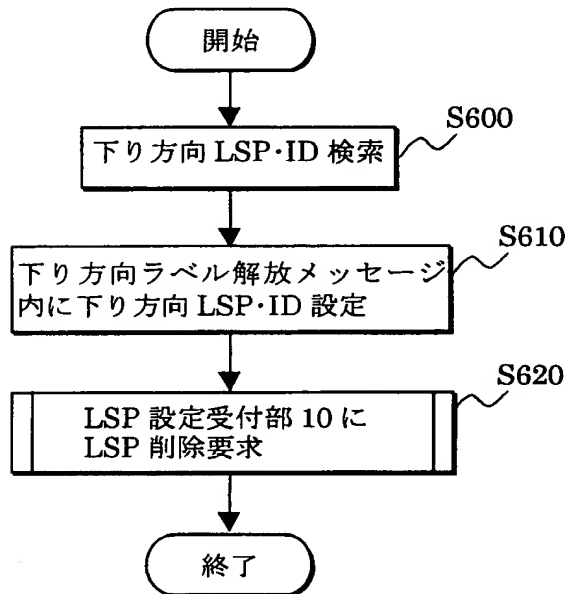 開始
S600
下り方向 LSP·ID 検索
S610
下り方向ラベル解放メッセージ
内に下り方向 LSP·ID 設定
S620
LSP 設定受付部 10 に
LSP 削除要求
終了